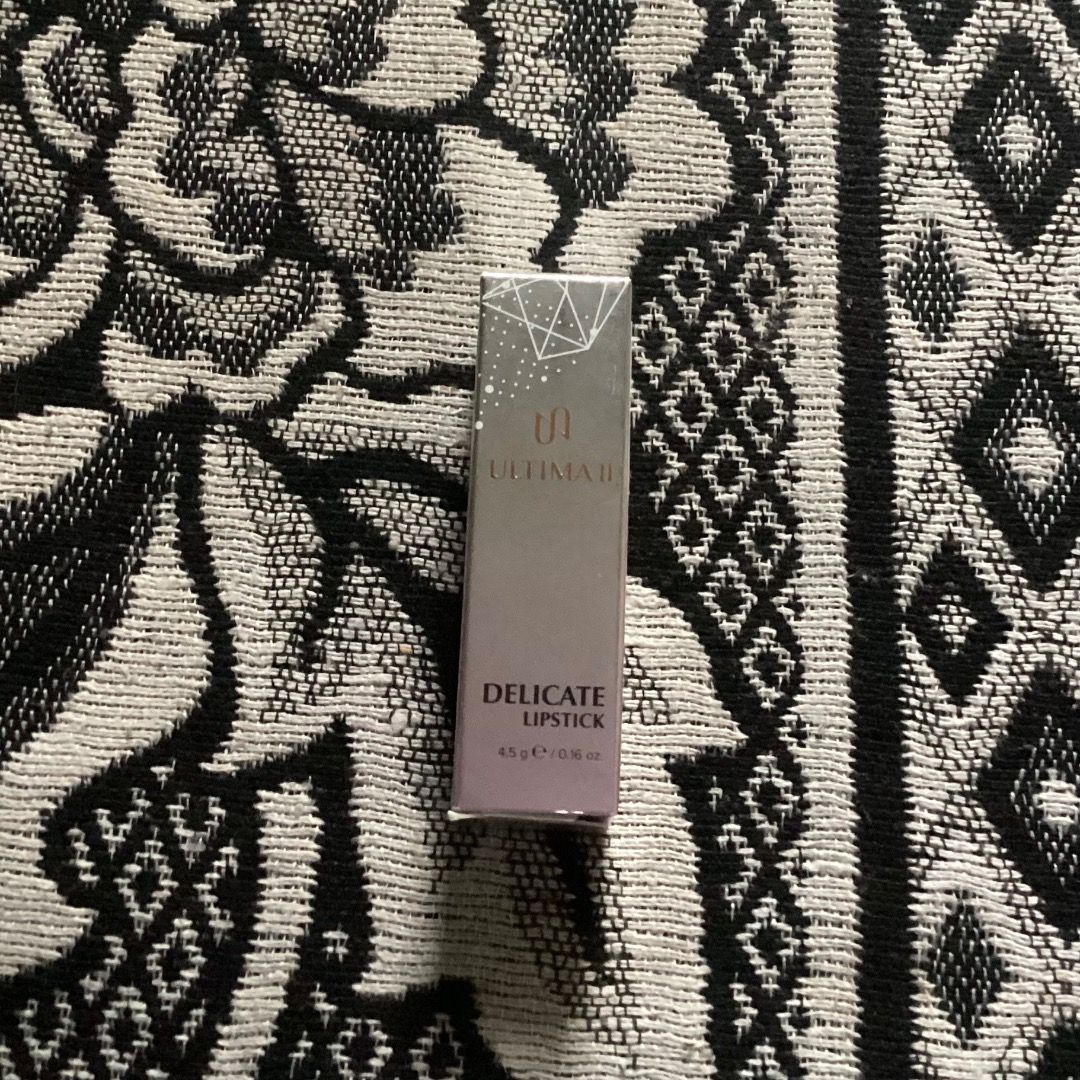 ULTIMA II
DELICATE
LIPSTICK
4.5 g ℮ / 0.16 oz.